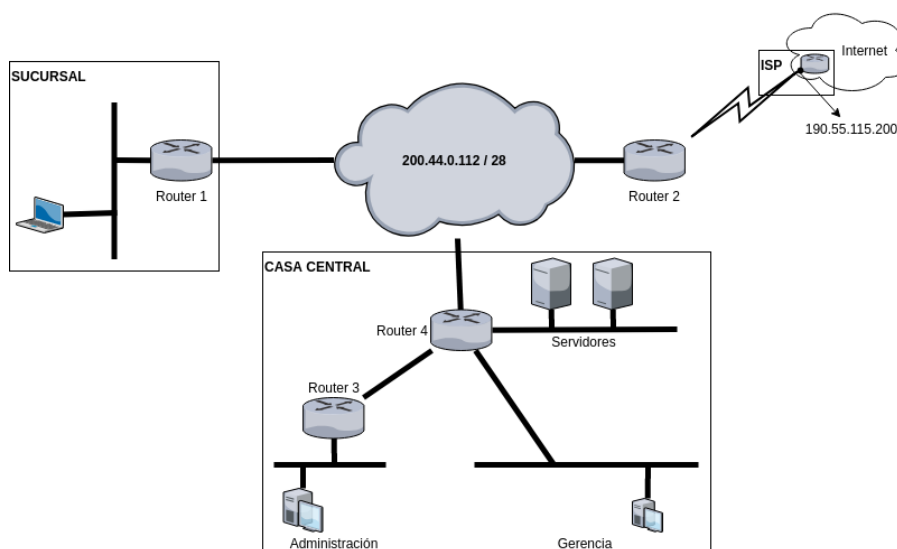 SUCURSAL
Router 1
200.44.0.112 / 28
Router 2
ISP
Internet
190.55.115.200
CASA CENTRAL
Router 4
Servidores
Router 3
Administración
Gerencia